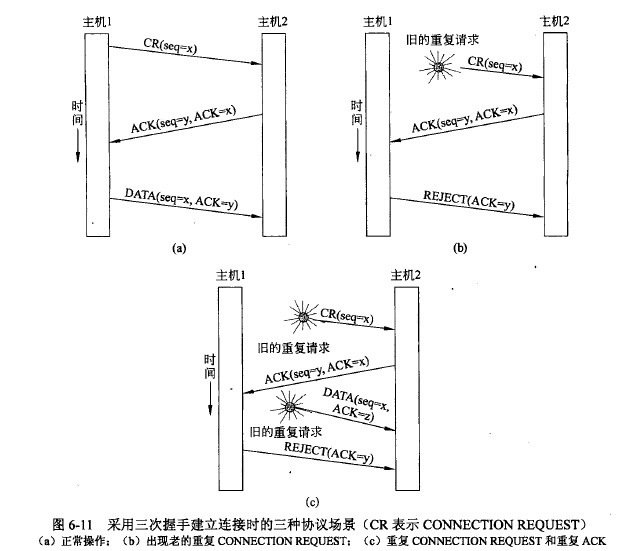 主机1 主机2
CR(seq=x)
时间
ACK(seq=y, ACK=x)
DATA(seq=x, ACK=y)
(a)
主机1 主机2
旧的重复请求
CR(seq=x)
时间
ACK(seq=y, ACK=x)
REJECT(ACK=y)
(b)
主机1 主机2
CR(seq=x)
旧的重复请求
时间
ACK(seq=y, ACK=x)
DATA(seq=x,
ACK=z)
旧的重复请求
REJECT(ACK=y)
(c)
图 6-11 采用三次握手建立连接时的三种协议场景（CR 表示 CONNECTION REQUEST）
（a）正常操作；（b）出现老的重复 CONNECTION REQUEST；（c）重复 CONNECTION REQUEST 和重复 ACK